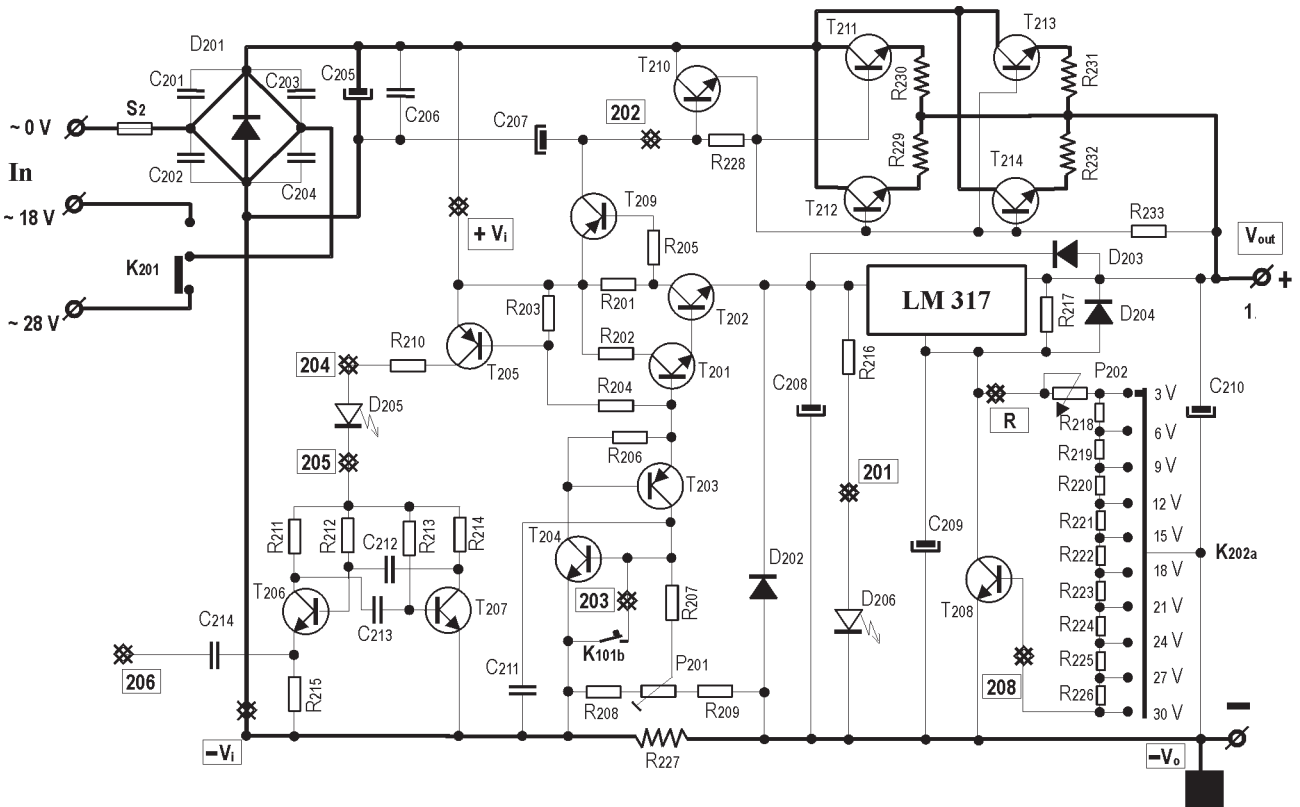 D201
C201
C203
C205
C206
C202
C204
S2
~ 0 V
In
~ 18 V
K201
~ 28 V
C207
202
T210
R228
T211
R230
T213
R231
R229
R232
T212
T214
R233
+ Vi
T209
R205
R203
R201
T202
R202
T205
R210
T201
R204
R206
T203
T204
204
D205
205
R211
R212
C212
R213
R214
T206
C213
T207
C214
206
R215
–Vi
C211
203
K101b
R207
P201
R208
R209
R227
D202
C208
R216
201
D206
LM 317
D203
Vout
+
1.
R217
D204
P202
R
R218
R219
R220
R221
R222
R223
R224
R225
R226
3 V
6 V
9 V
12 V
15 V
18 V
21 V
24 V
27 V
30 V
C210
K202a
C209
T208
208
–
–Vo